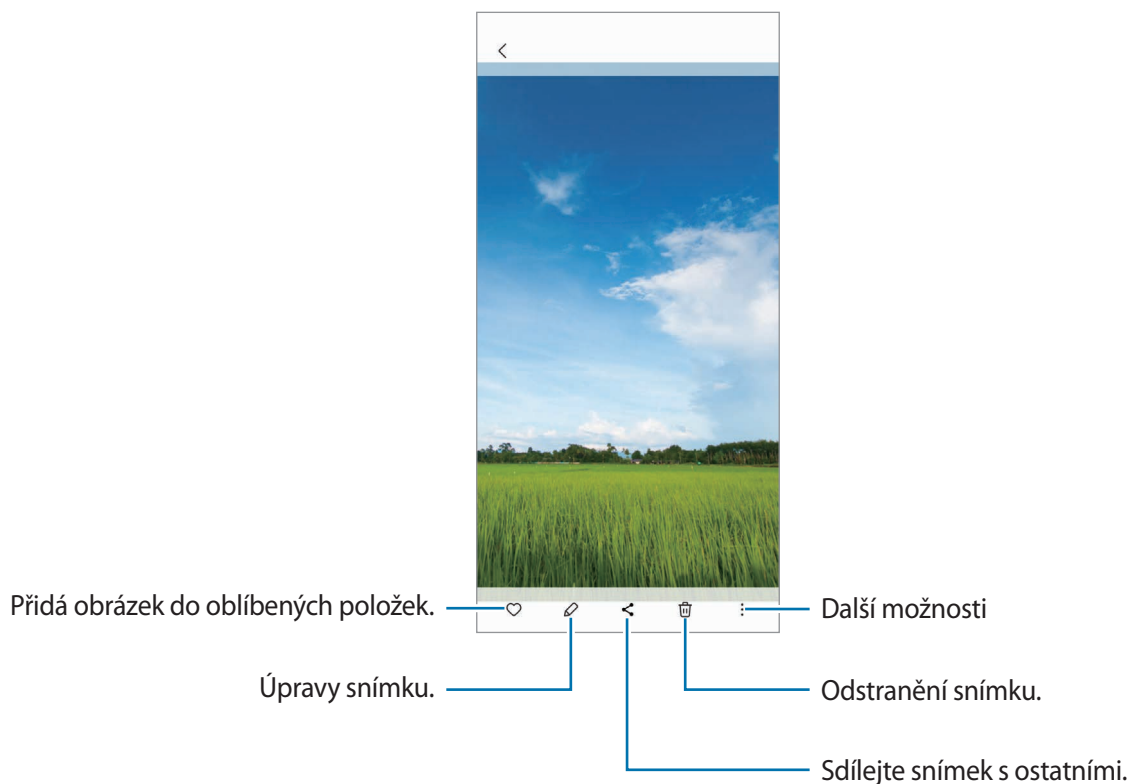 Přidá obrázek do oblíbených položek.
Další možnosti
Úpravy snímku.
Odstranění snímku.
Sdílejte snímek s ostatními.